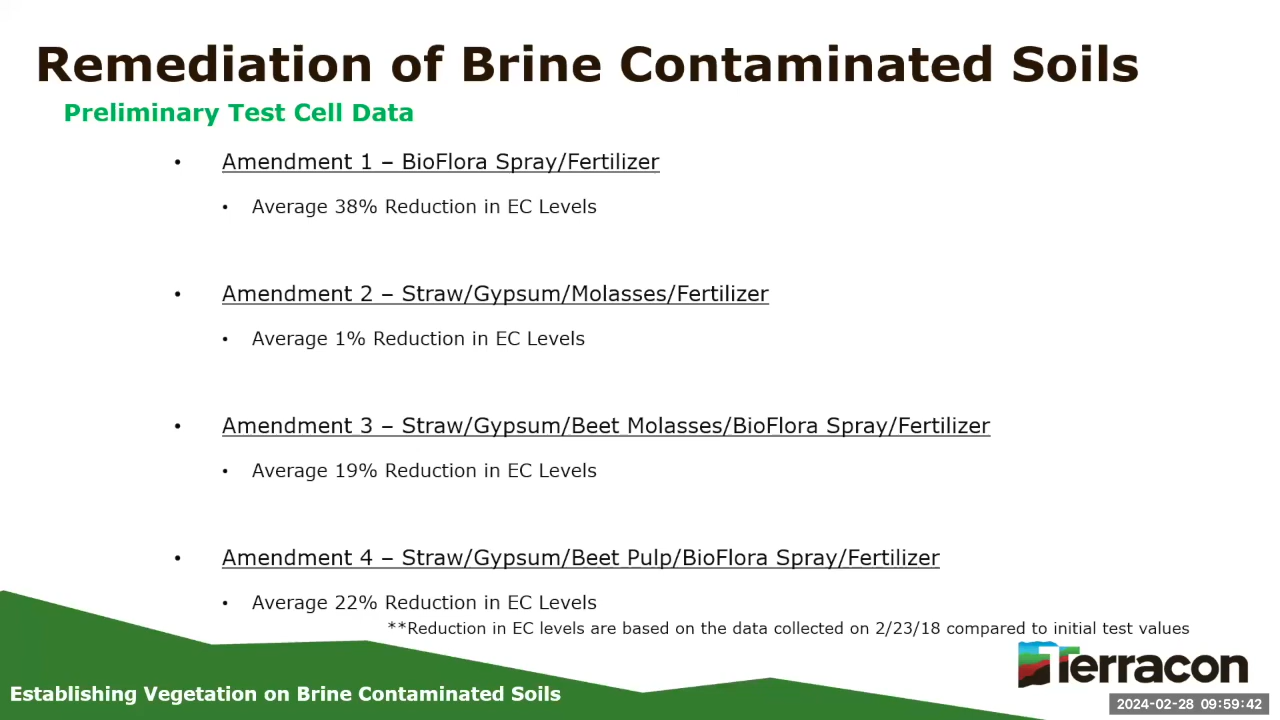 Remediation of Brine Contaminated Soils
Preliminary Test Cell Data
• Amendment 1 – BioFlora Spray/Fertilizer
• Average 38% Reduction in EC Levels
• Amendment 2 – Straw/Gypsum/Molasses/Fertilizer
• Average 1% Reduction in EC Levels
• Amendment 3 – Straw/Gypsum/Beet Molasses/BioFlora Spray/Fertilizer
• Average 19% Reduction in EC Levels
• Amendment 4 – Straw/Gypsum/Beet Pulp/BioFlora Spray/Fertilizer
• Average 22% Reduction in EC Levels
**Reduction in EC levels are based on the data collected on 2/23/18 compared to initial test values
Terracon
Establishing Vegetation on Brine Contaminated Soils
2024-02-28 09:59:42